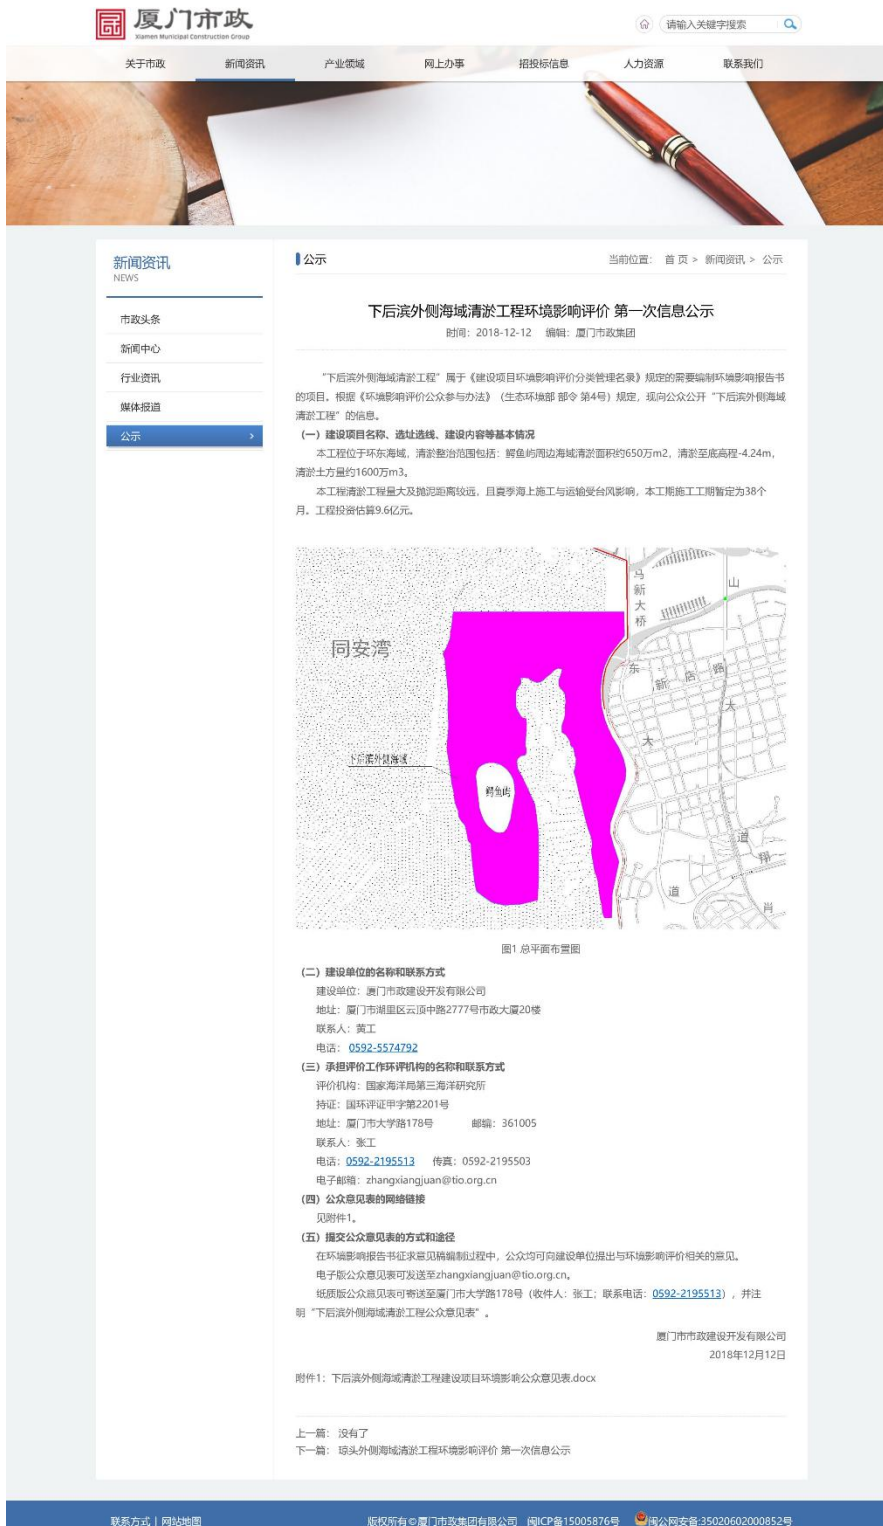 厦门市政
Xiamen Municipal Construction Group
请输入关键字搜索
关于市政 新闻资讯 产业领域 网上办事 招投标信息 人力资源 联系我们
新闻资讯
NEWS
市政头条
新闻中心
行业资讯
媒体报道
公示 >
公示
当前位置: 首 页 > 新闻资讯 > 公示
下后滨外侧海域清淤工程环境影响评价 第一次信息公示
时间: 2018-12-12 编辑: 厦门市政集团
“下后滨外侧海域清淤工程”属于《建设项目环境影响评价分类管理名录》规定的需要编制环境影响报告书
的项目。根据《环境影响评价公众参与办法》（生态环境部 部令 第4号）规定，现向公众公开“下后滨外侧海域
清淤工程”的信息。
（一）建设项目名称、选址选线、建设内容等基本情况
本工程位于环东海域，清淤整治范围包括：鳄鱼屿周边海域清淤面积约650万m2，清淤至底高程-4.24m，
清淤土方量约1600万m3。
本工程清淤工程量大及抛泥距离较远，且夏季海上施工与运输受台风影响，本工期施工工期暂定为38个
月。工程投资估算9.6亿元。
马新大桥
山
同安湾
东
新店路
大
大
下后滨外侧海域
鳄鱼屿
道
翔
道
肖
图1 总平面布置图
（二）建设单位的名称和联系方式
建设单位：厦门市政建设开发有限公司
地址：厦门市湖里区云顶中路2777号市政大厦20楼
联系人：黄工
电话： 0592-5574792
（三）承担评价工作环评机构的名称和联系方式
评价机构：国家海洋局第三海洋研究所
持证：国环评证甲字第2201号
地址：厦门市大学路178号 邮编：361005
联系人：张工
电话：0592-2195513 传真：0592-2195503
电子邮箱：zhangxiangjuan@tio.org.cn
（四）公众意见表的网络链接
见附件1。
（五）提交公众意见表的方式和途径
在环境影响报告书征求意见稿编制过程中，公众均可向建设单位提出与环境影响评价相关的意见。
电子版公众意见表可发送至zhangxiangjuan@tio.org.cn。
纸质版公众意见表可寄送至厦门市大学路178号（收件人：张工；联系电话：0592-2195513），并注
明“下后滨外侧海域清淤工程公众意见表”。
厦门市市政建设开发有限公司
2018年12月12日
附件1：下后滨外侧海域清淤工程建设项目环境影响公众意见表.docx
上一篇： 没有了
下一篇： 琼头外侧海域清淤工程环境影响评价 第一次信息公示
联系方式 | 网站地图
版权所有©厦门市政集团有限公司 闽ICP备15005876号 闽公网安备:35020602000852号